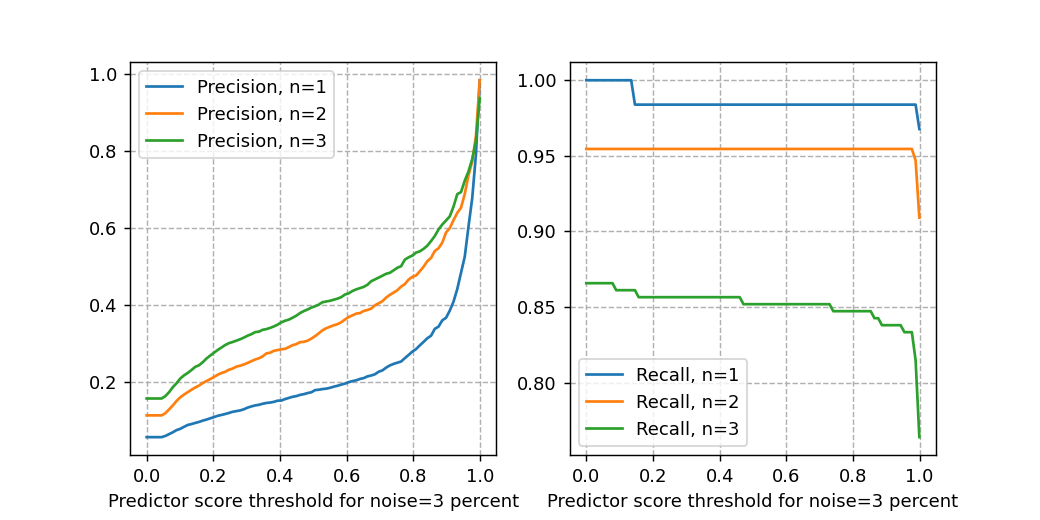 1.0
0.8
0.6
0.4
0.2
Precision, n=1
Precision, n=2
Precision, n=3
0.0 0.2 0.4 0.6 0.8 1.0
Predictor score threshold for noise=3 percent
1.00
0.95
0.90
0.85
0.80
Recall, n=1
Recall, n=2
Recall, n=3
0.0 0.2 0.4 0.6 0.8 1.0
Predictor score threshold for noise=3 percent